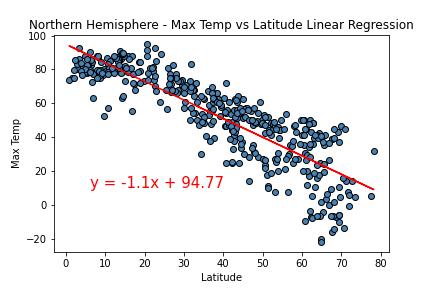 Northern Hemisphere - Max Temp vs Latitude Linear Regression
100
80
60
40
20
0
−20
Max Temp
y = -1.1x + 94.77
0 10 20 30 40 50 60 70 80
Latitude